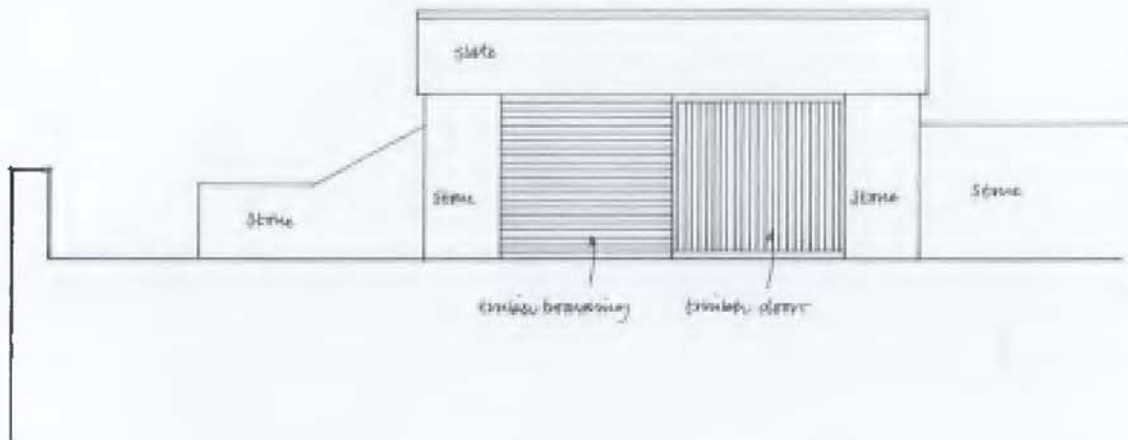 slate
Stone
Stone
Stone
Stone
timber boarding
timber door